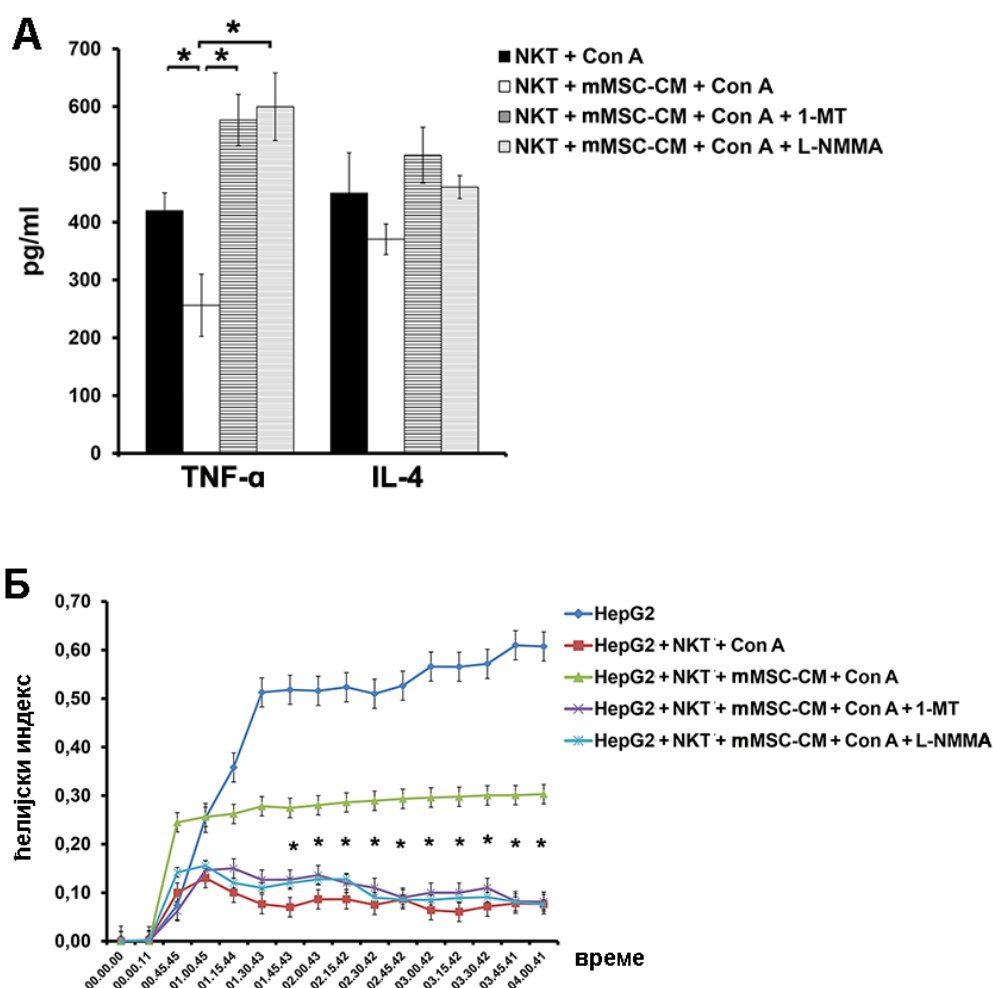 А
*
* *
700
600
500
400
300
200
100
0
pg/ml
TNF-α IL-4
NKT + Con A
NKT + mMSC-CM + Con A
NKT + mMSC-CM + Con A + 1-MT
NKT + mMSC-CM + Con A + L-NMMA
Б
0,70
0,60
0,50
0,40
0,30
0,20
0,10
0,00
ћелијски индекс
* * * * * * * * * *
00.00.00 00.00.11 00.45.45 01.00.45 01.15.44 01.30.43 01.45.43 02.00.43 02.15.42 02.30.42 02.45.42 03.00.42 03.15.42 03.30.42 03.45.41 04.00.41
време
HepG2
HepG2 + NKT + Con A
HepG2 + NKT + mMSC-CM + Con A
HepG2 + NKT + mMSC-CM + Con A + 1-MT
HepG2 + NKT + mMSC-CM + Con A + L-NMMA